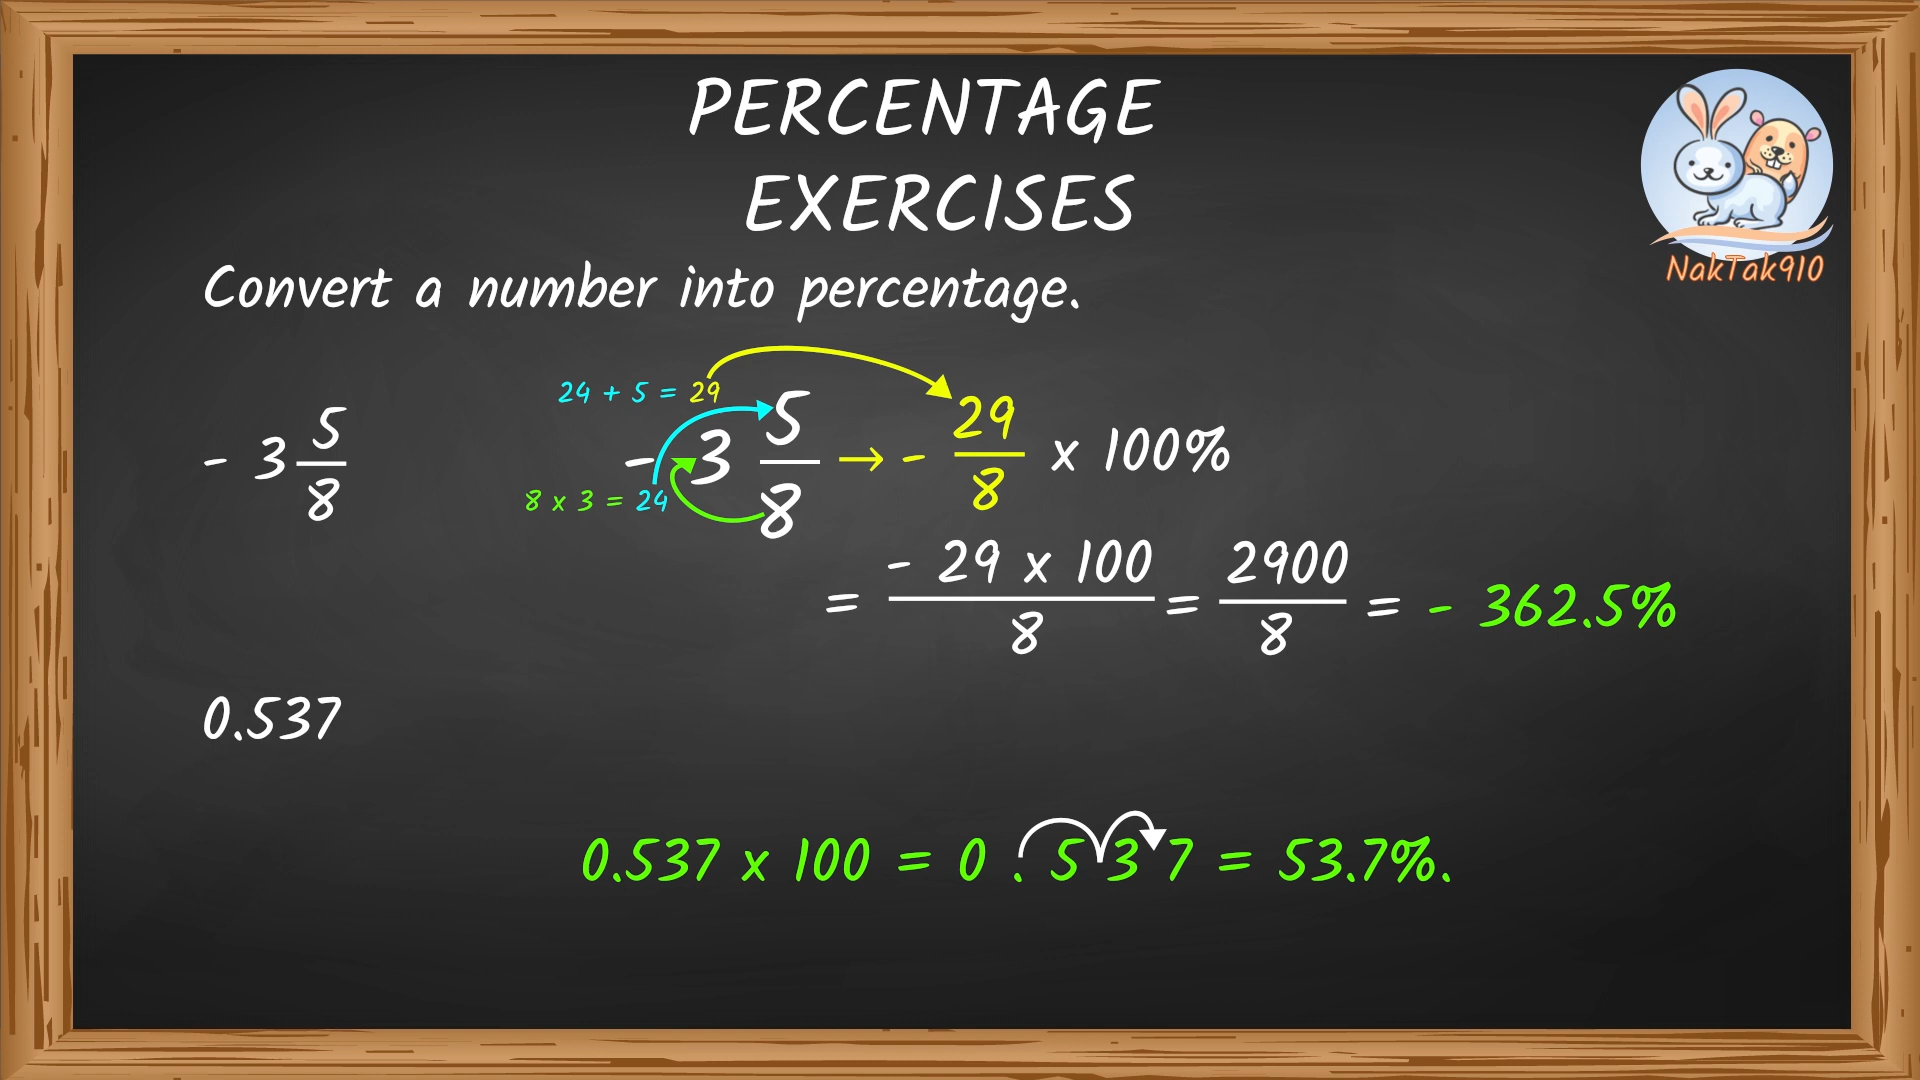 PERCENTAGE
EXERCISES
NakTak910
Convert a number into percentage.
- 3 5/8
24 + 5 = 29
8 x 3 = 24
- 3 5/8 → - 29/8 x 100%
= - 29 x 100/8 = 2900/8 = - 362.5%
0.537
0.537 x 100 = 0 . 5 3 7 = 53.7%.